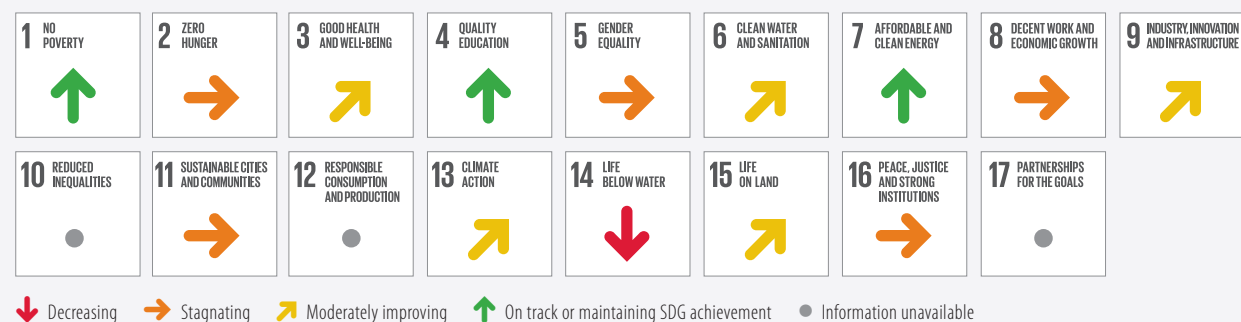 1 NO
POVERTY
2 ZERO
HUNGER
3 GOOD HEALTH
AND WELL-BEING
4 QUALITY
EDUCATION
5 GENDER
EQUALITY
6 CLEAN WATER
AND SANITATION
7 AFFORDABLE AND
CLEAN ENERGY
8 DECENT WORK AND
ECONOMIC GROWTH
9 INDUSTRY, INNOVATION
AND INFRASTRUCTURE
10 REDUCED
INEQUALITIES
11 SUSTAINABLE CITIES
AND COMMUNITIES
12 RESPONSIBLE
CONSUMPTION
AND PRODUCTION
13 CLIMATE
ACTION
14 LIFE
BELOW WATER
15 LIFE
ON LAND
16 PEACE, JUSTICE
AND STRONG
INSTITUTIONS
17 PARTNERSHIPS
FOR THE GOALS
Decreasing Stagnating Moderately improving On track or maintaining SDG achievement Information unavailable